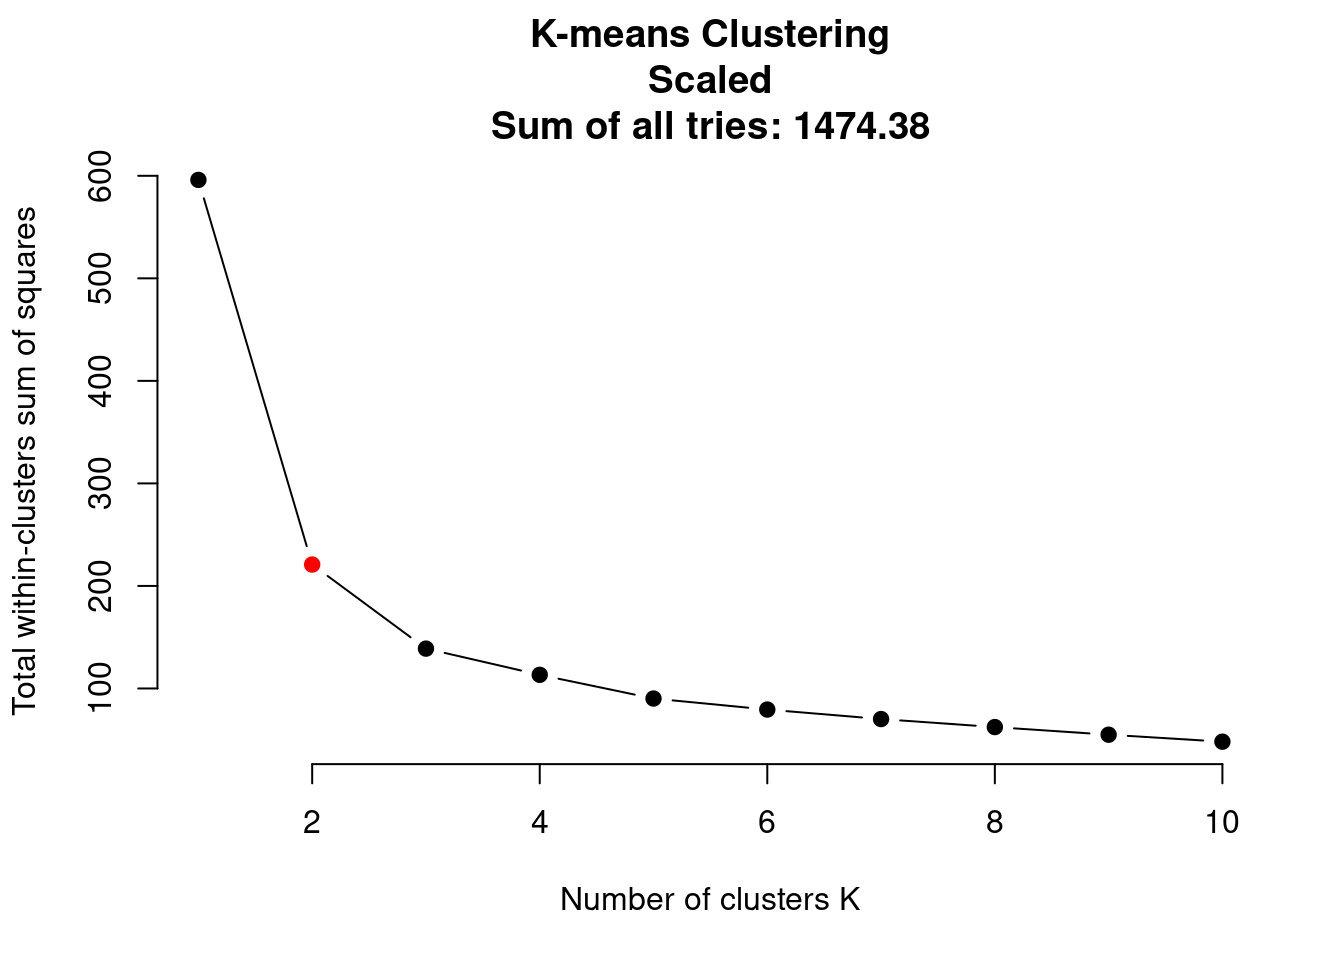 K-means Clustering
Scaled
Sum of all tries: 1474.38
Total within-clusters sum of squares
600
500
400
300
200
100
2 4 6 8 10
Number of clusters K